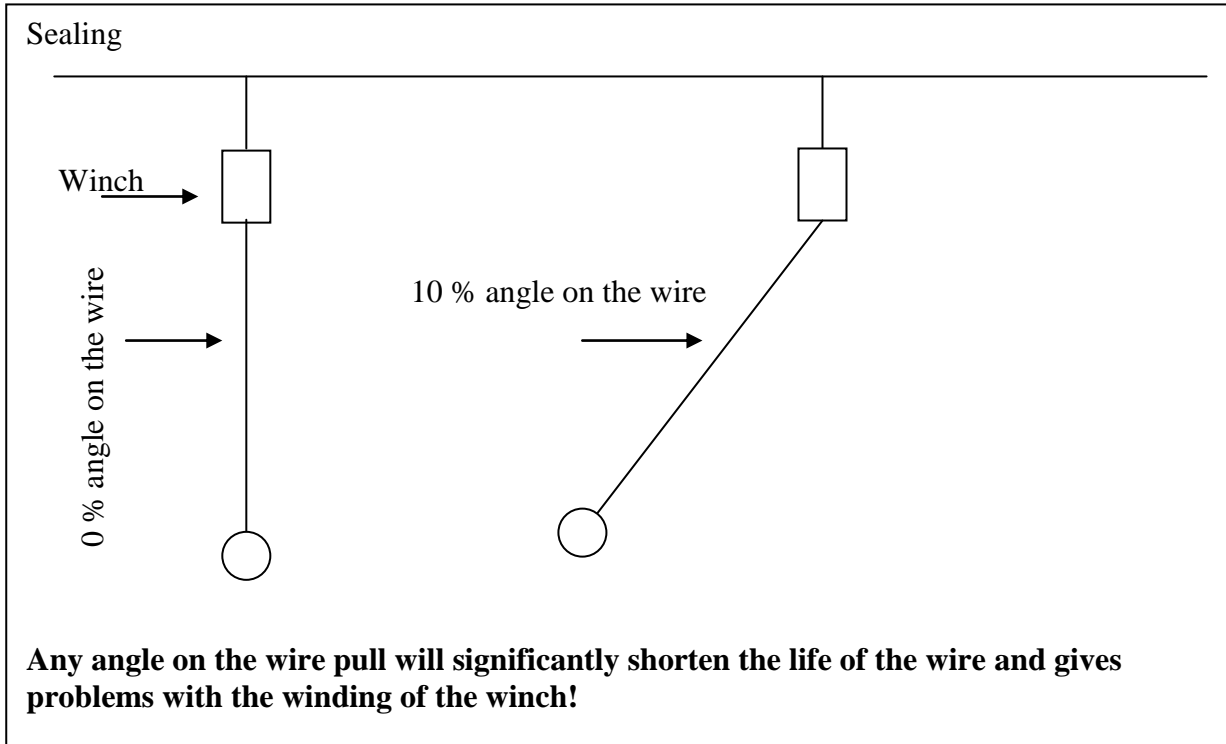 Sealing
Winch
0 % angle on the wire
10 % angle on the wire
Any angle on the wire pull will significantly shorten the life of the wire and gives
problems with the winding of the winch!